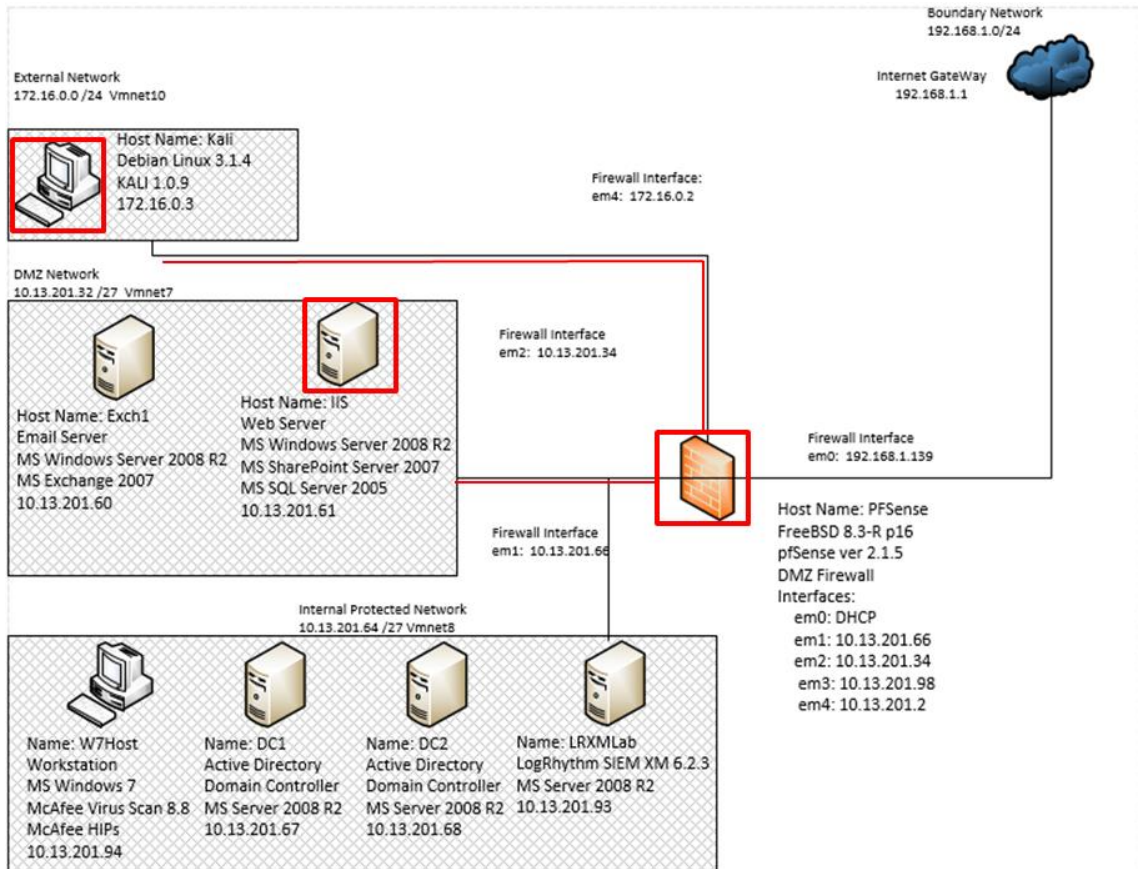 Boundary Network
192.168.1.0/24
Internet GateWay
192.168.1.1
External Network
172.16.0.0 /24 Vmnet10
Host Name: Kali
Debian Linux 3.1.4
KALI 1.0.9
172.16.0.3
Firewall Interface:
em4: 172.16.0.2
DMZ Network
10.13.201.32 /27 Vmnet7
Host Name: Exch1
Email Server
MS Windows Server 2008 R2
MS Exchange 2007
10.13.201.60
Host Name: IIS
Web Server
MS Windows Server 2008 R2
MS SharePoint Server 2007
MS SQL Server 2005
10.13.201.61
Firewall Interface
em2: 10.13.201.34
Firewall Interface
em0: 192.168.1.139
Firewall Interface
em1: 10.13.201.66
Host Name: PFSense
FreeBSD 8.3-R p16
pfSense ver 2.1.5
DMZ Firewall
Interfaces:
em0: DHCP
em1: 10.13.201.66
em2: 10.13.201.34
em3: 10.13.201.98
em4: 10.13.201.2
Internal Protected Network
10.13.201.64 /27 Vmnet8
Name: W7Host
Workstation
MS Windows 7
McAfee Virus Scan 8.8
McAfee HIPs
10.13.201.94
Name: DC1
Active Directory
Domain Controller
MS Server 2008 R2
10.13.201.67
Name: DC2
Active Directory
Domain Controller
MS Server 2008 R2
10.13.201.68
Name: LRXMLab
LogRhythm SIEM XM 6.2.3
MS Server 2008 R2
10.13.201.93